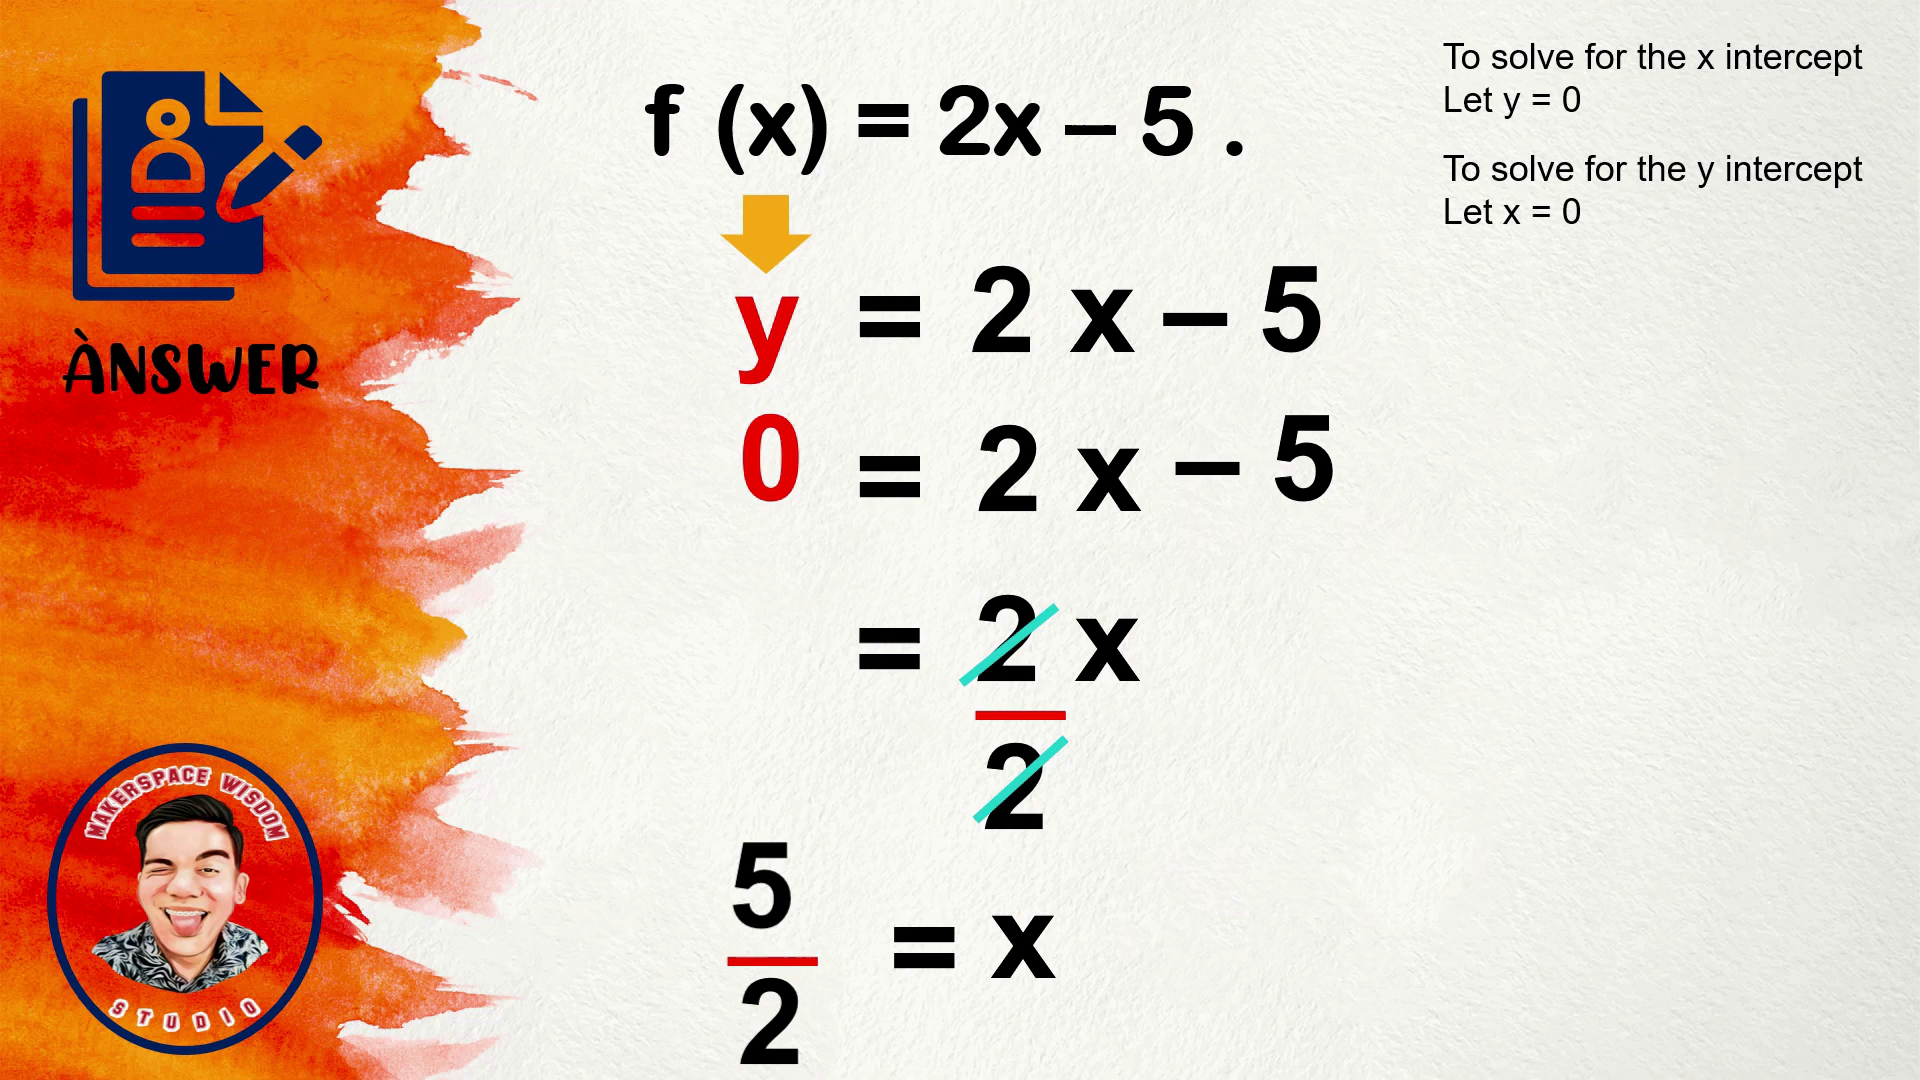 To solve for the x intercept
Let y = 0
To solve for the y intercept
Let x = 0
f (x) = 2x – 5 .
y = 2 x – 5
0 = 2 x – 5
= 2 x
2
5
= x
2
ÀNSWER
MAKERSPACE WISDOM
STUDIO